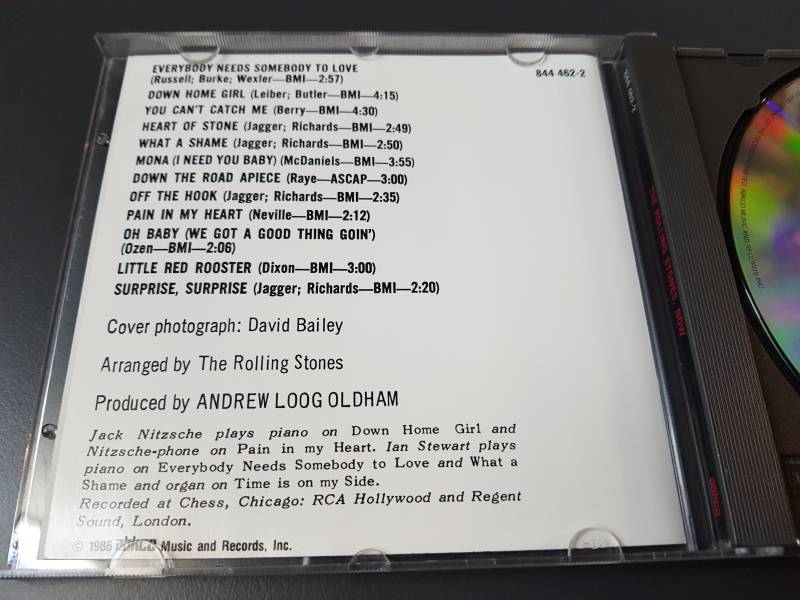 EVERYBODY NEEDS SOMEBODY TO LOVE
844 462-2
(Russell; Burke; Wexler—BMI—2:57)
DOWN HOME GIRL (Leiber; Butler—BMI—4:15)
YOU CAN'T CATCH ME (Berry—BMI—4:30)
HEART OF STONE (Jagger; Richards—BMI—2:49)
WHAT A SHAME (Jagger; Richards—BMI—2:50)
MONA (I NEED YOU BABY) (McDaniels—BMI—3:55)
DOWN THE ROAD APIECE (Raye—ASCAP—3:00)
OFF THE HOOK (Jagger; Richards—BMI—2:35)
PAIN IN MY HEART (Neville—BMI—2:12)
OH BABY (WE GOT A GOOD THING GOIN')
(Ozen—BMI—2:06)
LITTLE RED ROOSTER (Dixon—BMI—3:00)
SURPRISE, SURPRISE (Jagger; Richards—BMI—2:20)
Cover photograph: David Bailey
Arranged by The Rolling Stones
Produced by ANDREW LOOG OLDHAM
Jack Nitzsche plays piano on Down Home Girl and
Nitzsche-phone on Pain in my Heart. Ian Stewart plays
piano on Everybody Needs Somebody to Love and What a
Shame and organ on Time is on my Side.
Recorded at Chess, Chicago: RCA Hollywood and Regent
Sound, London.
© 1986 abkco Music and Records, Inc.
THE ROLLING STONES, NOW
abkco